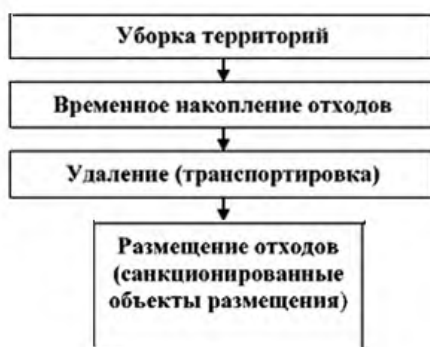 Уборка территорий
Временное накопление отходов
Удаление (транспортировка)
Размещение отходов
(санкционированные
объекты размещения)